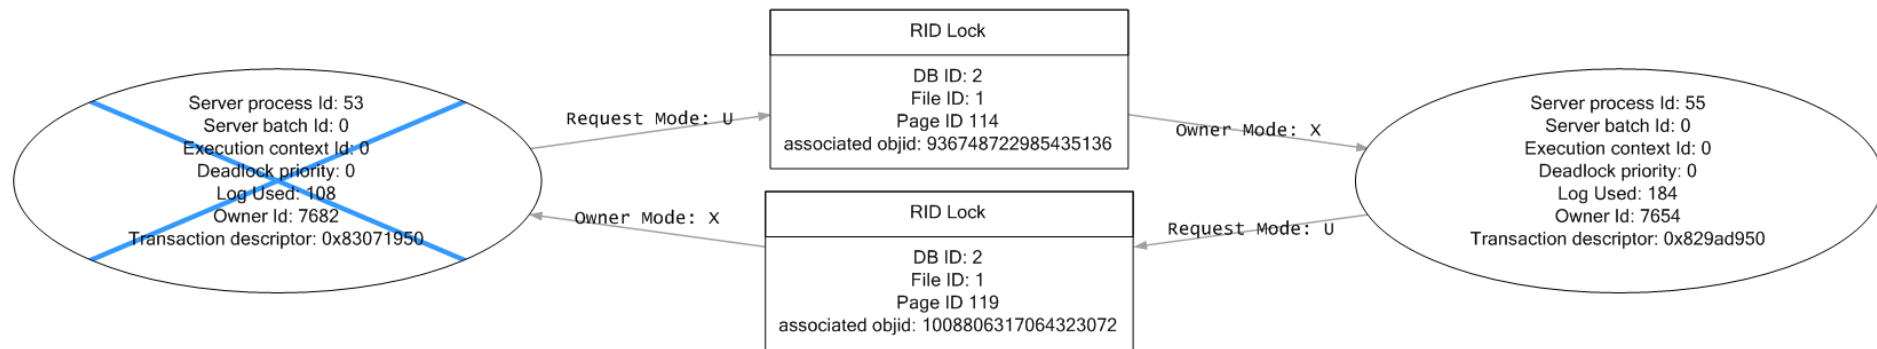 Server process Id: 53
Server batch Id: 0
Execution context Id: 0
Deadlock priority: 0
Log Used: 108
Owner Id: 7682
Transaction descriptor: 0x83071950
Request Mode: U
Owner Mode: X
RID Lock
DB ID: 2
File ID: 1
Page ID 114
associated objid: 936748722985435136
RID Lock
DB ID: 2
File ID: 1
Page ID 119
associated objid: 1008806317064323072
Owner Mode: X
Request Mode: U
Server process Id: 55
Server batch Id: 0
Execution context Id: 0
Deadlock priority: 0
Log Used: 184
Owner Id: 7654
Transaction descriptor: 0x829ad950